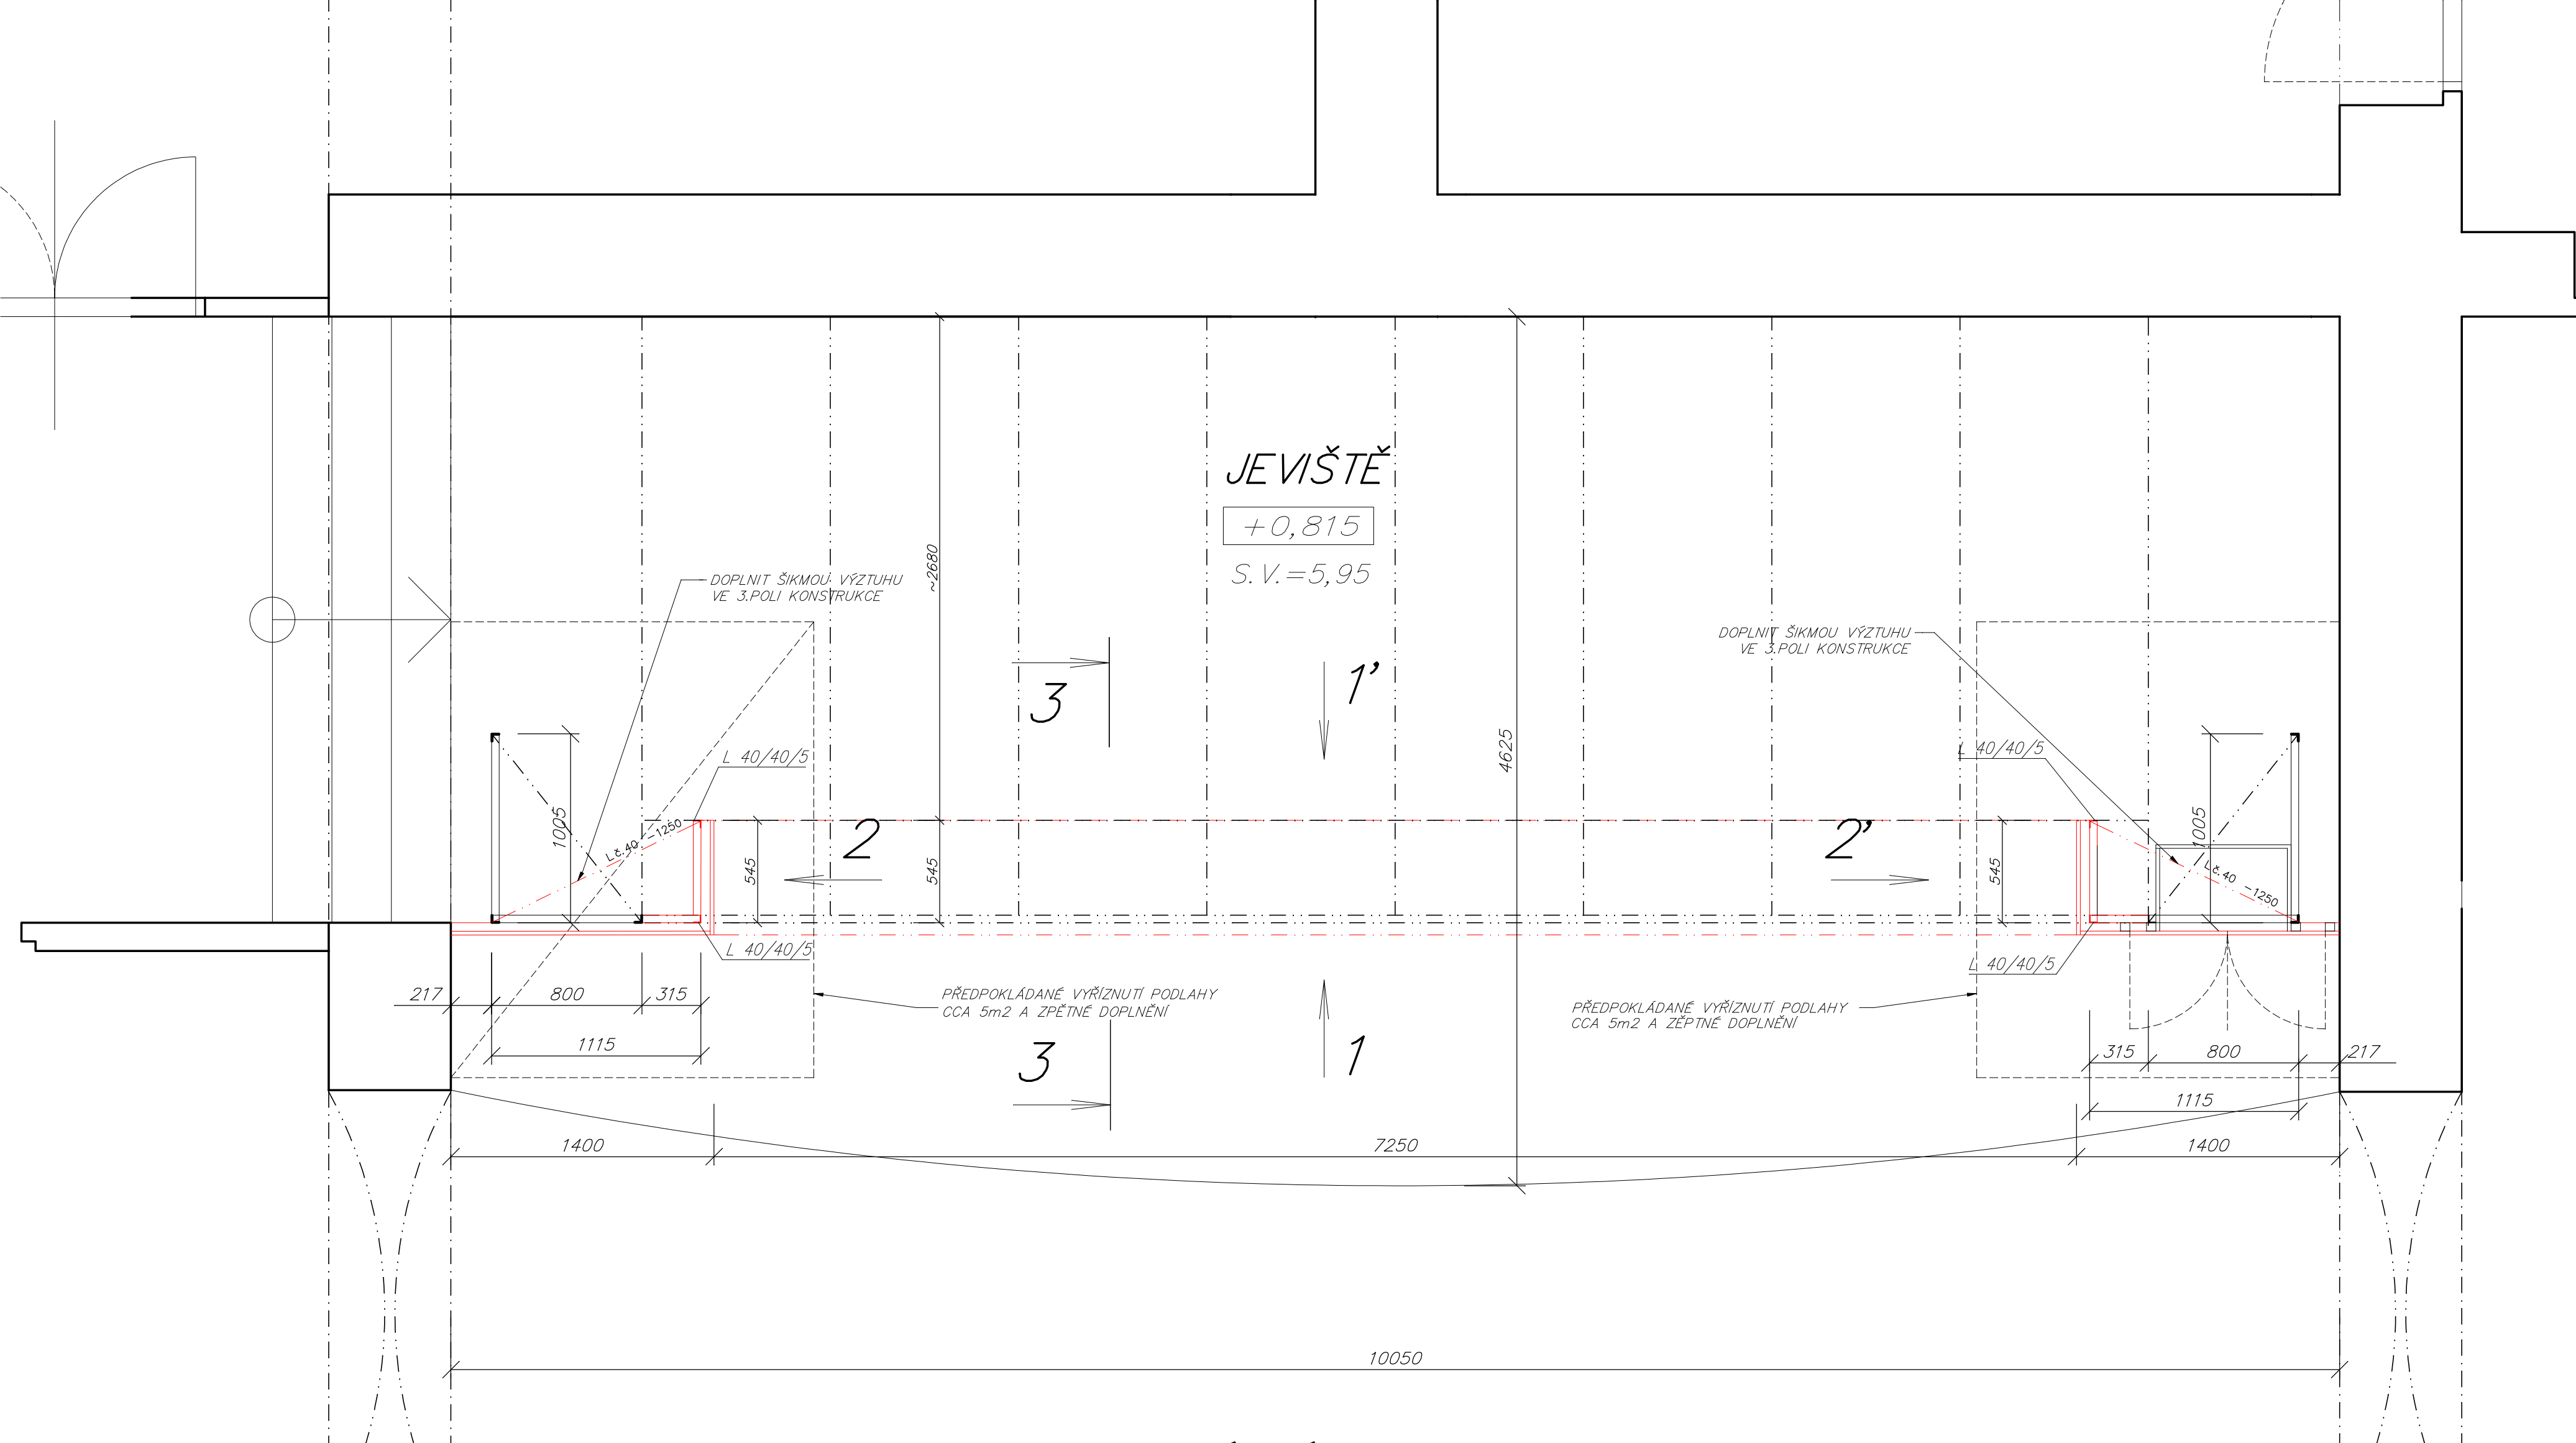 JEVIŠTĚ
+0,815
S.V.=5,95
~2680
DOPLNIT ŠIKMOU VÝZTUHU
VE 3.POLI KONSTRUKCE
DOPLNIT ŠIKMOU VÝZTUHU
VE 3.POLI KONSTRUKCE
3
1'
4625
L 40/40/5
L 40/40/5
1005
L č.40 -1250
545
2
545
2'
545
1005
L č.40 -1250
L 40/40/5
L 40/40/5
217
800
315
PŘEDPOKLÁDANÉ VYŘÍZNUTÍ PODLAHY
CCA 5m2 A ZPĚTNÉ DOPLNĚNÍ
PŘEDPOKLÁDANÉ VYŘÍZNUTÍ PODLAHY
CCA 5m2 A ZĚPTNÉ DOPLNĚNÍ
1115
3
1
315
800
217
1115
1400
7250
1400
10050